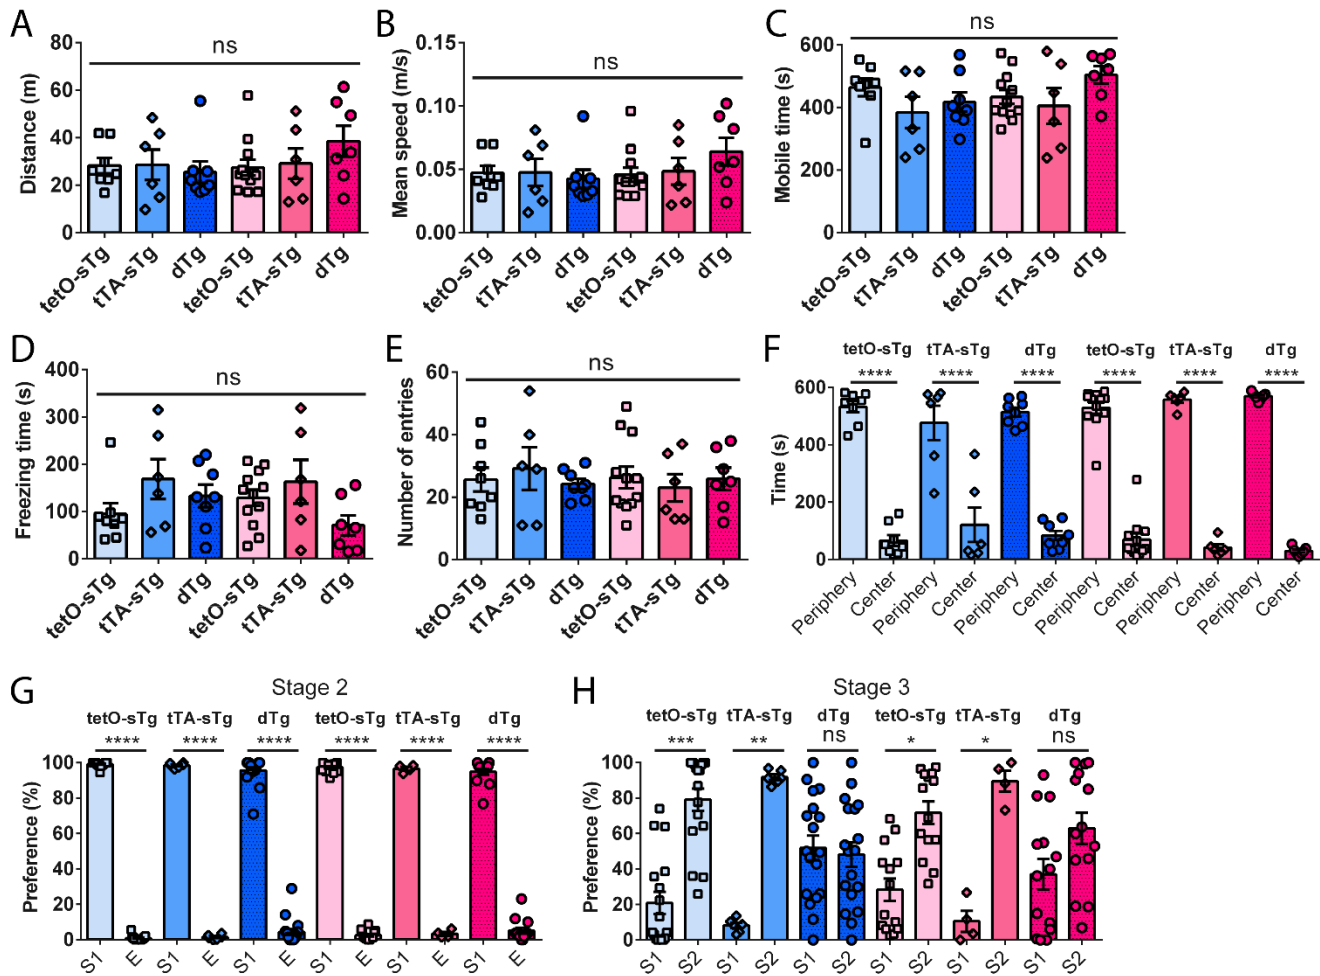 A
Distance (m)
80
60
40
20
0
ns
tetO-sTg
tTA-sTg
dTg
tetO-sTg
tTA-sTg
dTg
B
Mean speed (m/s)
0.15
0.10
0.05
0.00
ns
tetO-sTg
tTA-sTg
dTg
tetO-sTg
tTA-sTg
dTg
C
Mobile time (s)
600
400
200
0
ns
tetO-sTg
tTA-sTg
dTg
tetO-sTg
tTA-sTg
dTg
D
Freezing time (s)
400
300
200
100
0
ns
tetO-sTg
tTA-sTg
dTg
tetO-sTg
tTA-sTg
dTg
E
Number of entries
60
40
20
0
ns
tetO-sTg
tTA-sTg
dTg
tetO-sTg
tTA-sTg
dTg
F
tetO-sTg tTA-sTg dTg tetO-sTg tTA-sTg dTg
**** **** **** **** **** ****
Time (s)
600
400
200
0
Periphery
Center
Periphery
Center
Periphery
Center
Periphery
Center
Periphery
Center
Periphery
Center
G
Stage 2
tetO-sTg tTA-sTg dTg tetO-sTg tTA-sTg dTg
**** **** **** **** **** ****
Preference (%)
100
80
60
40
20
0
S1
E
S1
E
S1
E
S1
E
S1
E
S1
E
H
Stage 3
tetO-sTg tTA-sTg dTg tetO-sTg tTA-sTg dTg
*** ** ns * * ns
Preference (%)
100
80
60
40
20
0
S1
S2
S1
S2
S1
S2
S1
S2
S1
S2
S1
S2